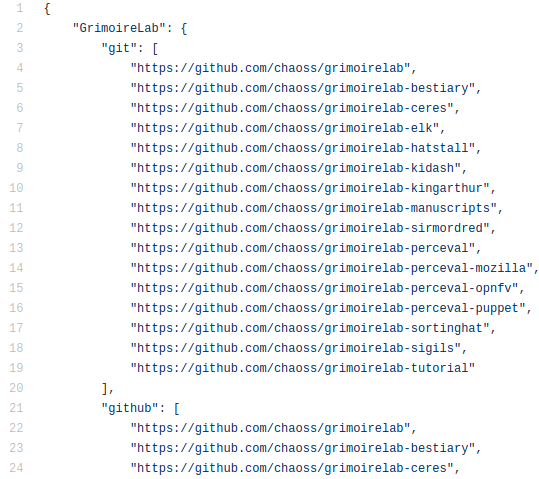 1 {
2 "GrimoireLab": {
3 "git": [
4 "https://github.com/chaoss/grimoirelab",
5 "https://github.com/chaoss/grimoirelab-bestiary",
6 "https://github.com/chaoss/grimoirelab-ceres",
7 "https://github.com/chaoss/grimoirelab-elk",
8 "https://github.com/chaoss/grimoirelab-hatstall",
9 "https://github.com/chaoss/grimoirelab-kidash",
10 "https://github.com/chaoss/grimoirelab-kingarthur",
11 "https://github.com/chaoss/grimoirelab-manuscripts",
12 "https://github.com/chaoss/grimoirelab-sirmordred",
13 "https://github.com/chaoss/grimoirelab-perceval",
14 "https://github.com/chaoss/grimoirelab-perceval-mozilla",
15 "https://github.com/chaoss/grimoirelab-perceval-opnfv",
16 "https://github.com/chaoss/grimoirelab-perceval-puppet",
17 "https://github.com/chaoss/grimoirelab-sortinghat",
18 "https://github.com/chaoss/grimoirelab-sigils",
19 "https://github.com/chaoss/grimoirelab-tutorial"
20 ],
21 "github": [
22 "https://github.com/chaoss/grimoirelab",
23 "https://github.com/chaoss/grimoirelab-bestiary",
24 "https://github.com/chaoss/grimoirelab-ceres",